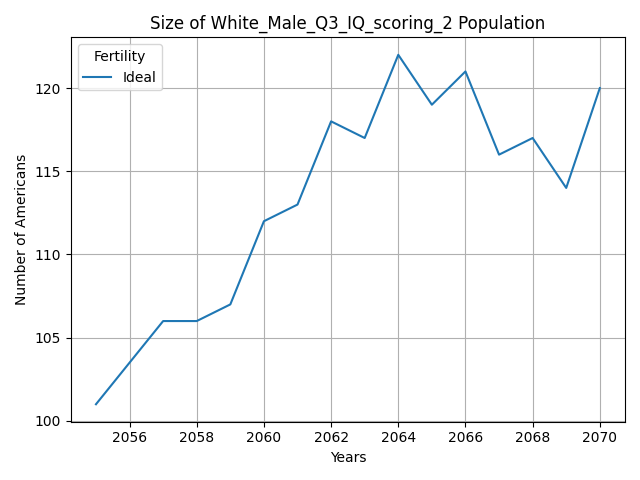 Size of White_Male_Q3_IQ_scoring_2 Population
Fertility
Ideal
Number of Americans
120
115
110
105
100
2056 2058 2060 2062 2064 2066 2068 2070
Years